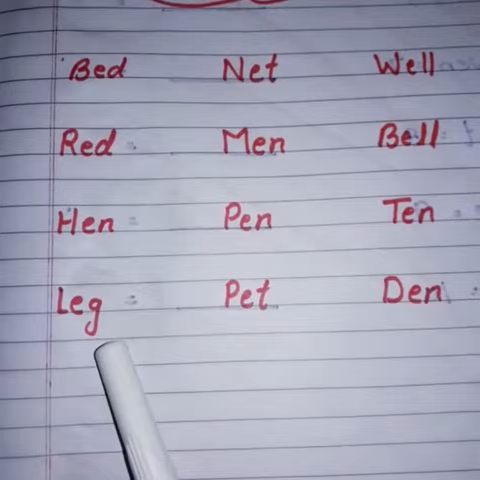 Bed Net Well
Red Men Bell
Hen Pen Ten
Leg Pet Den